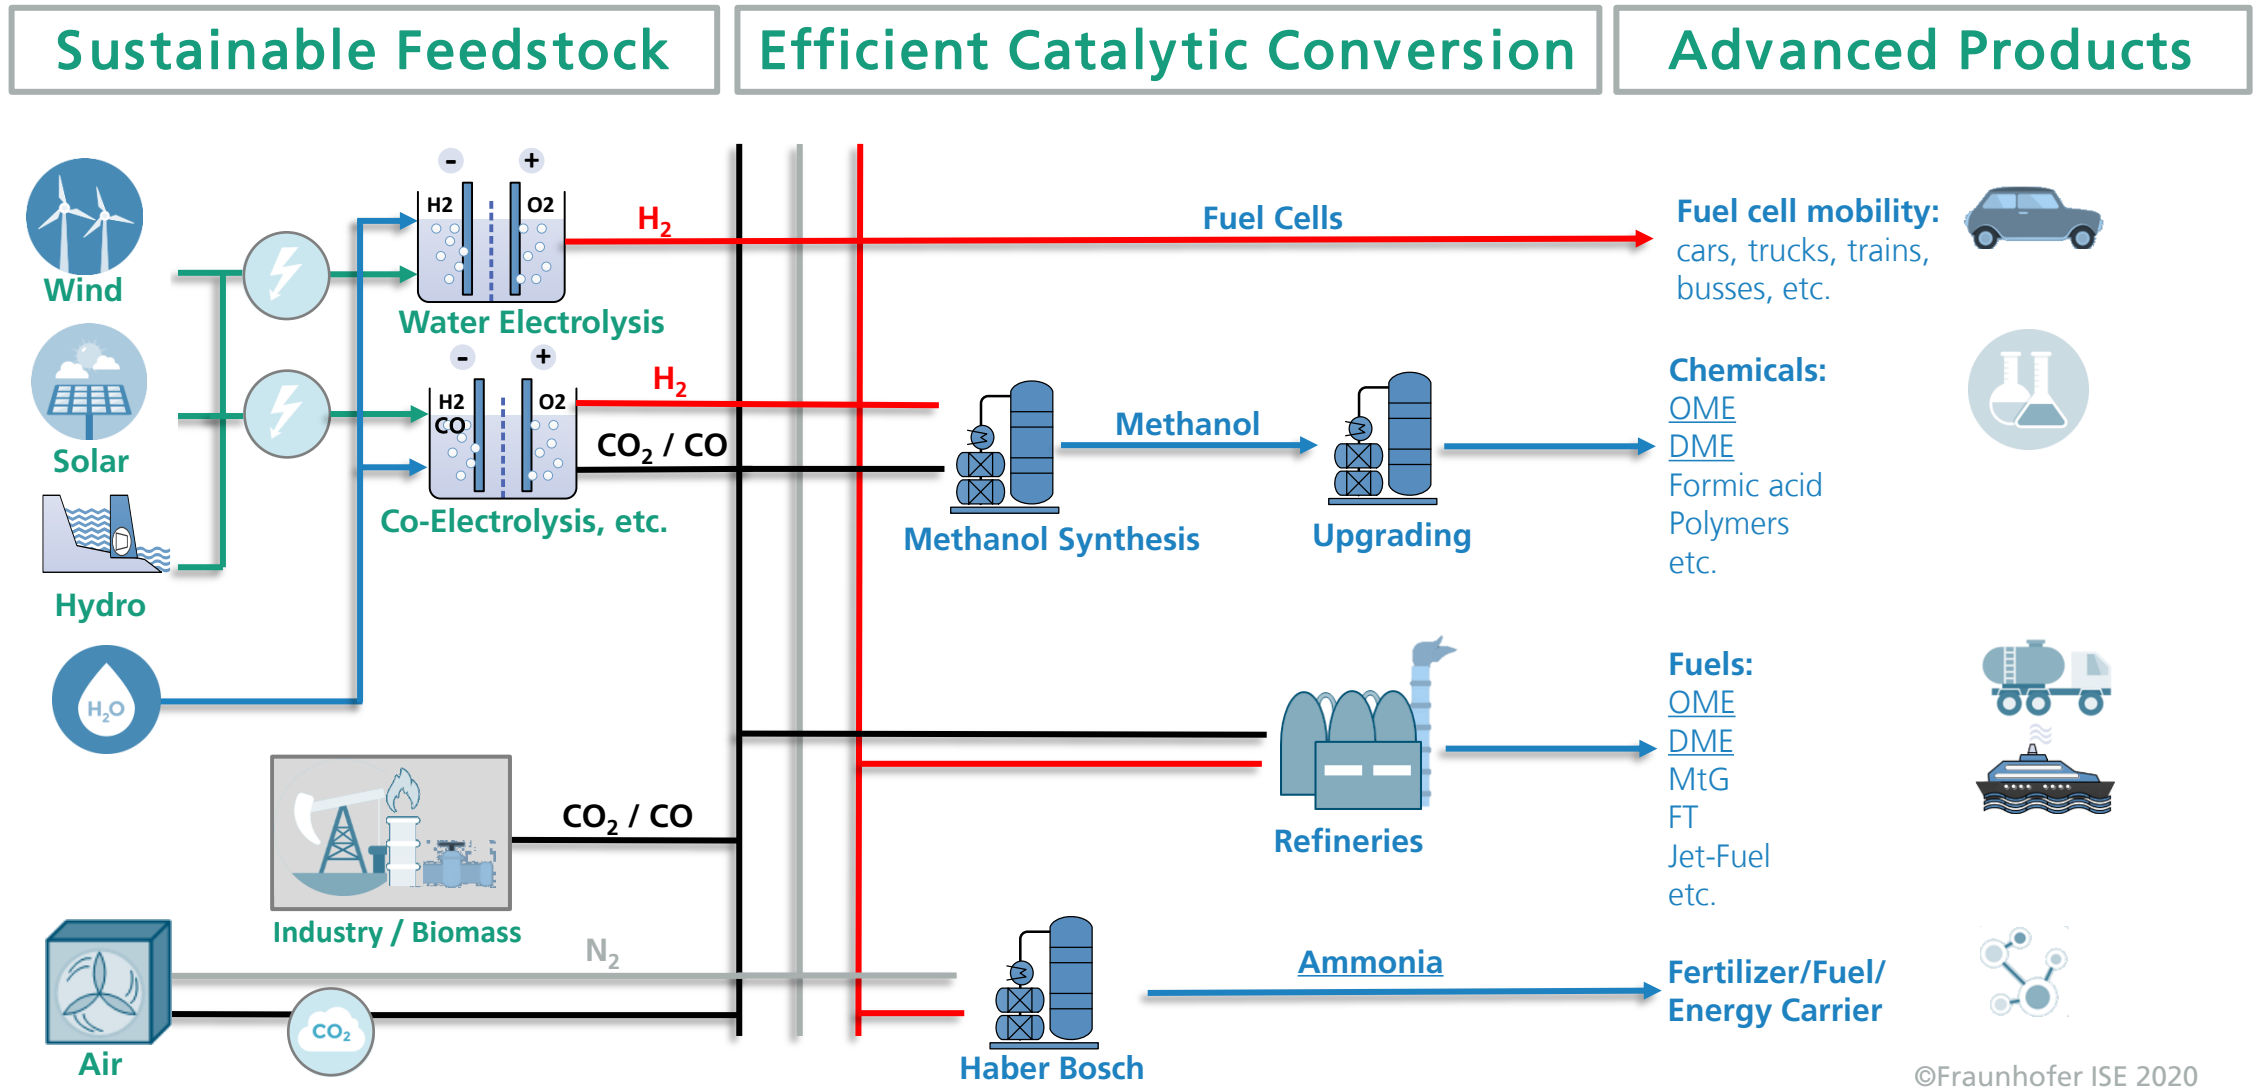 Sustainable Feedstock
Efficient Catalytic Conversion
Advanced Products
- +
H2 O2
H₂
Fuel Cells
Fuel cell mobility:
cars, trucks, trains,
busses, etc.
Wind
Water Electrolysis
- +
H2 O2
CO
H₂
CO₂ / CO
Co-Electrolysis, etc.
Solar
Hydro
H₂O
Methanol Synthesis
Methanol
Upgrading
Chemicals:
OME
DME
Formic acid
Polymers
etc.
CO₂ / CO
Industry / Biomass
Refineries
Fuels:
OME
DME
MtG
FT
Jet-Fuel
etc.
N₂
CO₂
Air
Haber Bosch
Ammonia
Fertilizer/Fuel/
Energy Carrier
©Fraunhofer ISE 2020